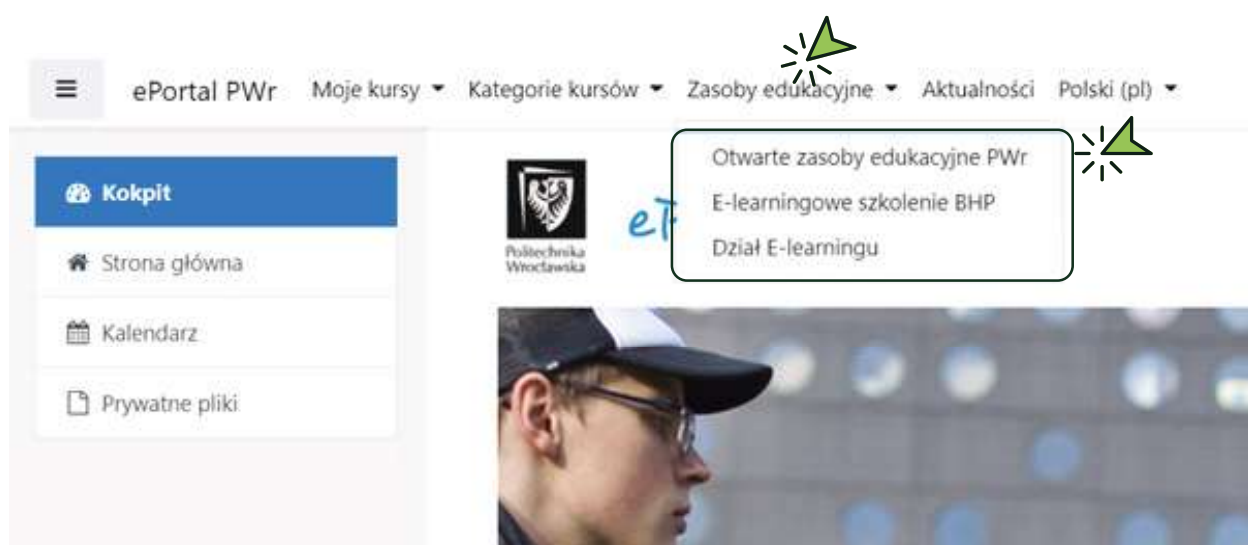 ePortal PWr Moje kursy Kategorie kursów Zasoby edukacyjne Aktualności Polski (pl)
Kokpit
Strona główna
Kalendarz
Prywatne pliki
Politechnika
Wrocławska
Otwarte zasoby edukacyjne PWr
E-learningowe szkolenie BHP
Dział E-learningu